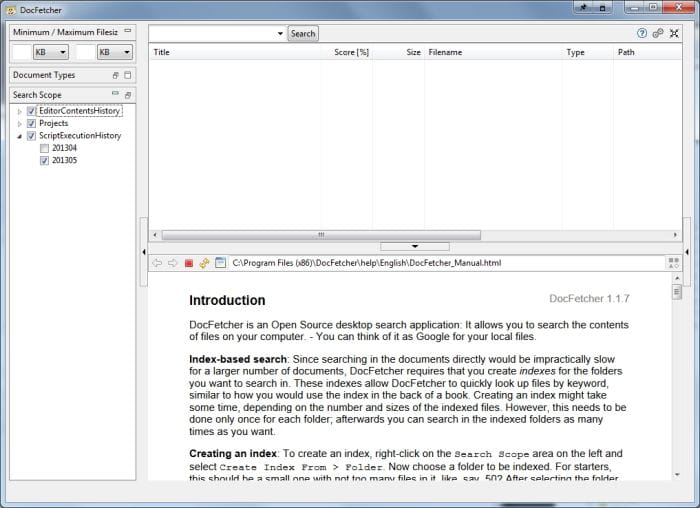 DocFetcher
Minimum / Maximum Filesiz
KB KB
Document Types
Search Scope
EditorContentsHistory
Projects
ScriptExecutionHistory
201304
201305
Search
Title Score [%] Size Filename Type Path
C:\Program Files (x86)\DocFetcher\help\English\DocFetcher_Manual.html
Introduction
DocFetcher 1.1.7
DocFetcher is an Open Source desktop search application: It allows you to search the contents
of files on your computer. - You can think of it as Google for your local files.
Index-based search: Since searching in the documents directly would be impractically slow
for a larger number of documents, DocFetcher requires that you create indexes for the folders
you want to search in. These indexes allow DocFetcher to quickly look up files by keyword,
similar to how you would use the index in the back of a book. Creating an index might take
some time, depending on the number and sizes of the indexed files. However, this needs to be
done only once for each folder; afterwards you can search in the indexed folders as many
times as you want.
Creating an index: To create an index, right-click on the Search Scope area on the left and
select Create Index From > Folder. Now choose a folder to be indexed. For starters,
this should be a small one with not too many files in it, like, say, 50? After selecting the folder